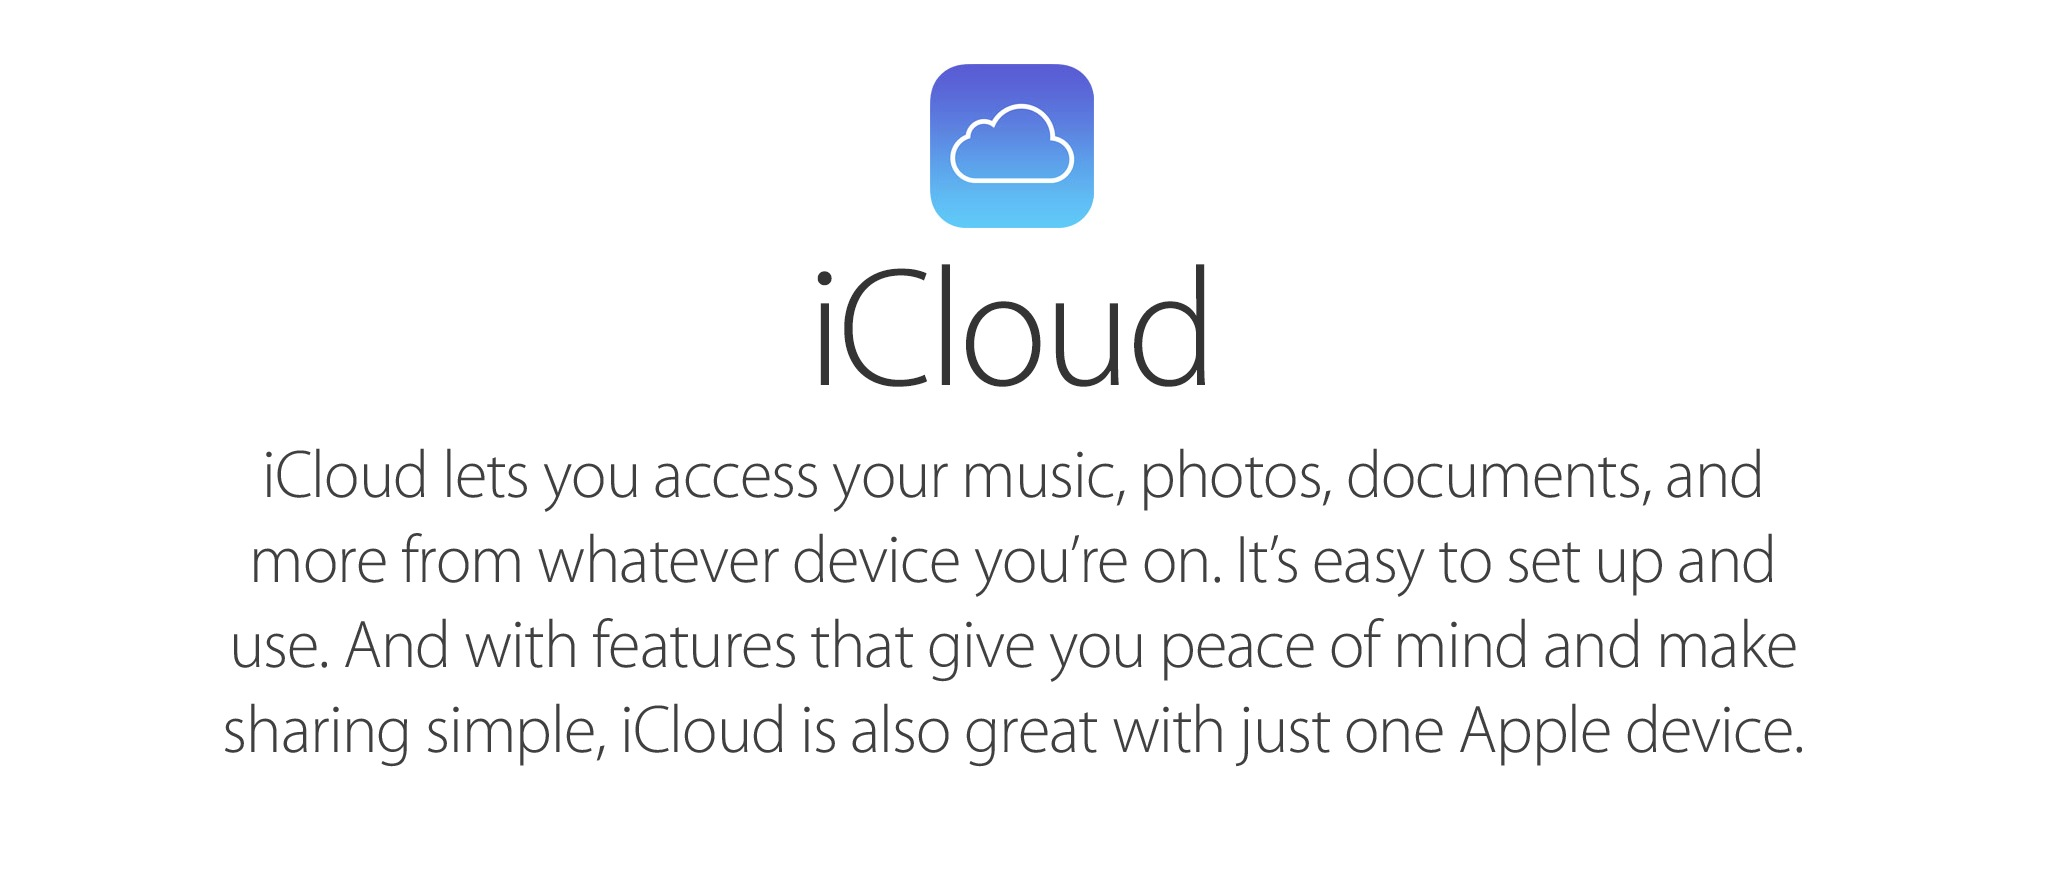 iCloud
iCloud lets you access your music, photos, documents, and
more from whatever device you’re on. It’s easy to set up and
use. And with features that give you peace of mind and make
sharing simple, iCloud is also great with just one Apple device.